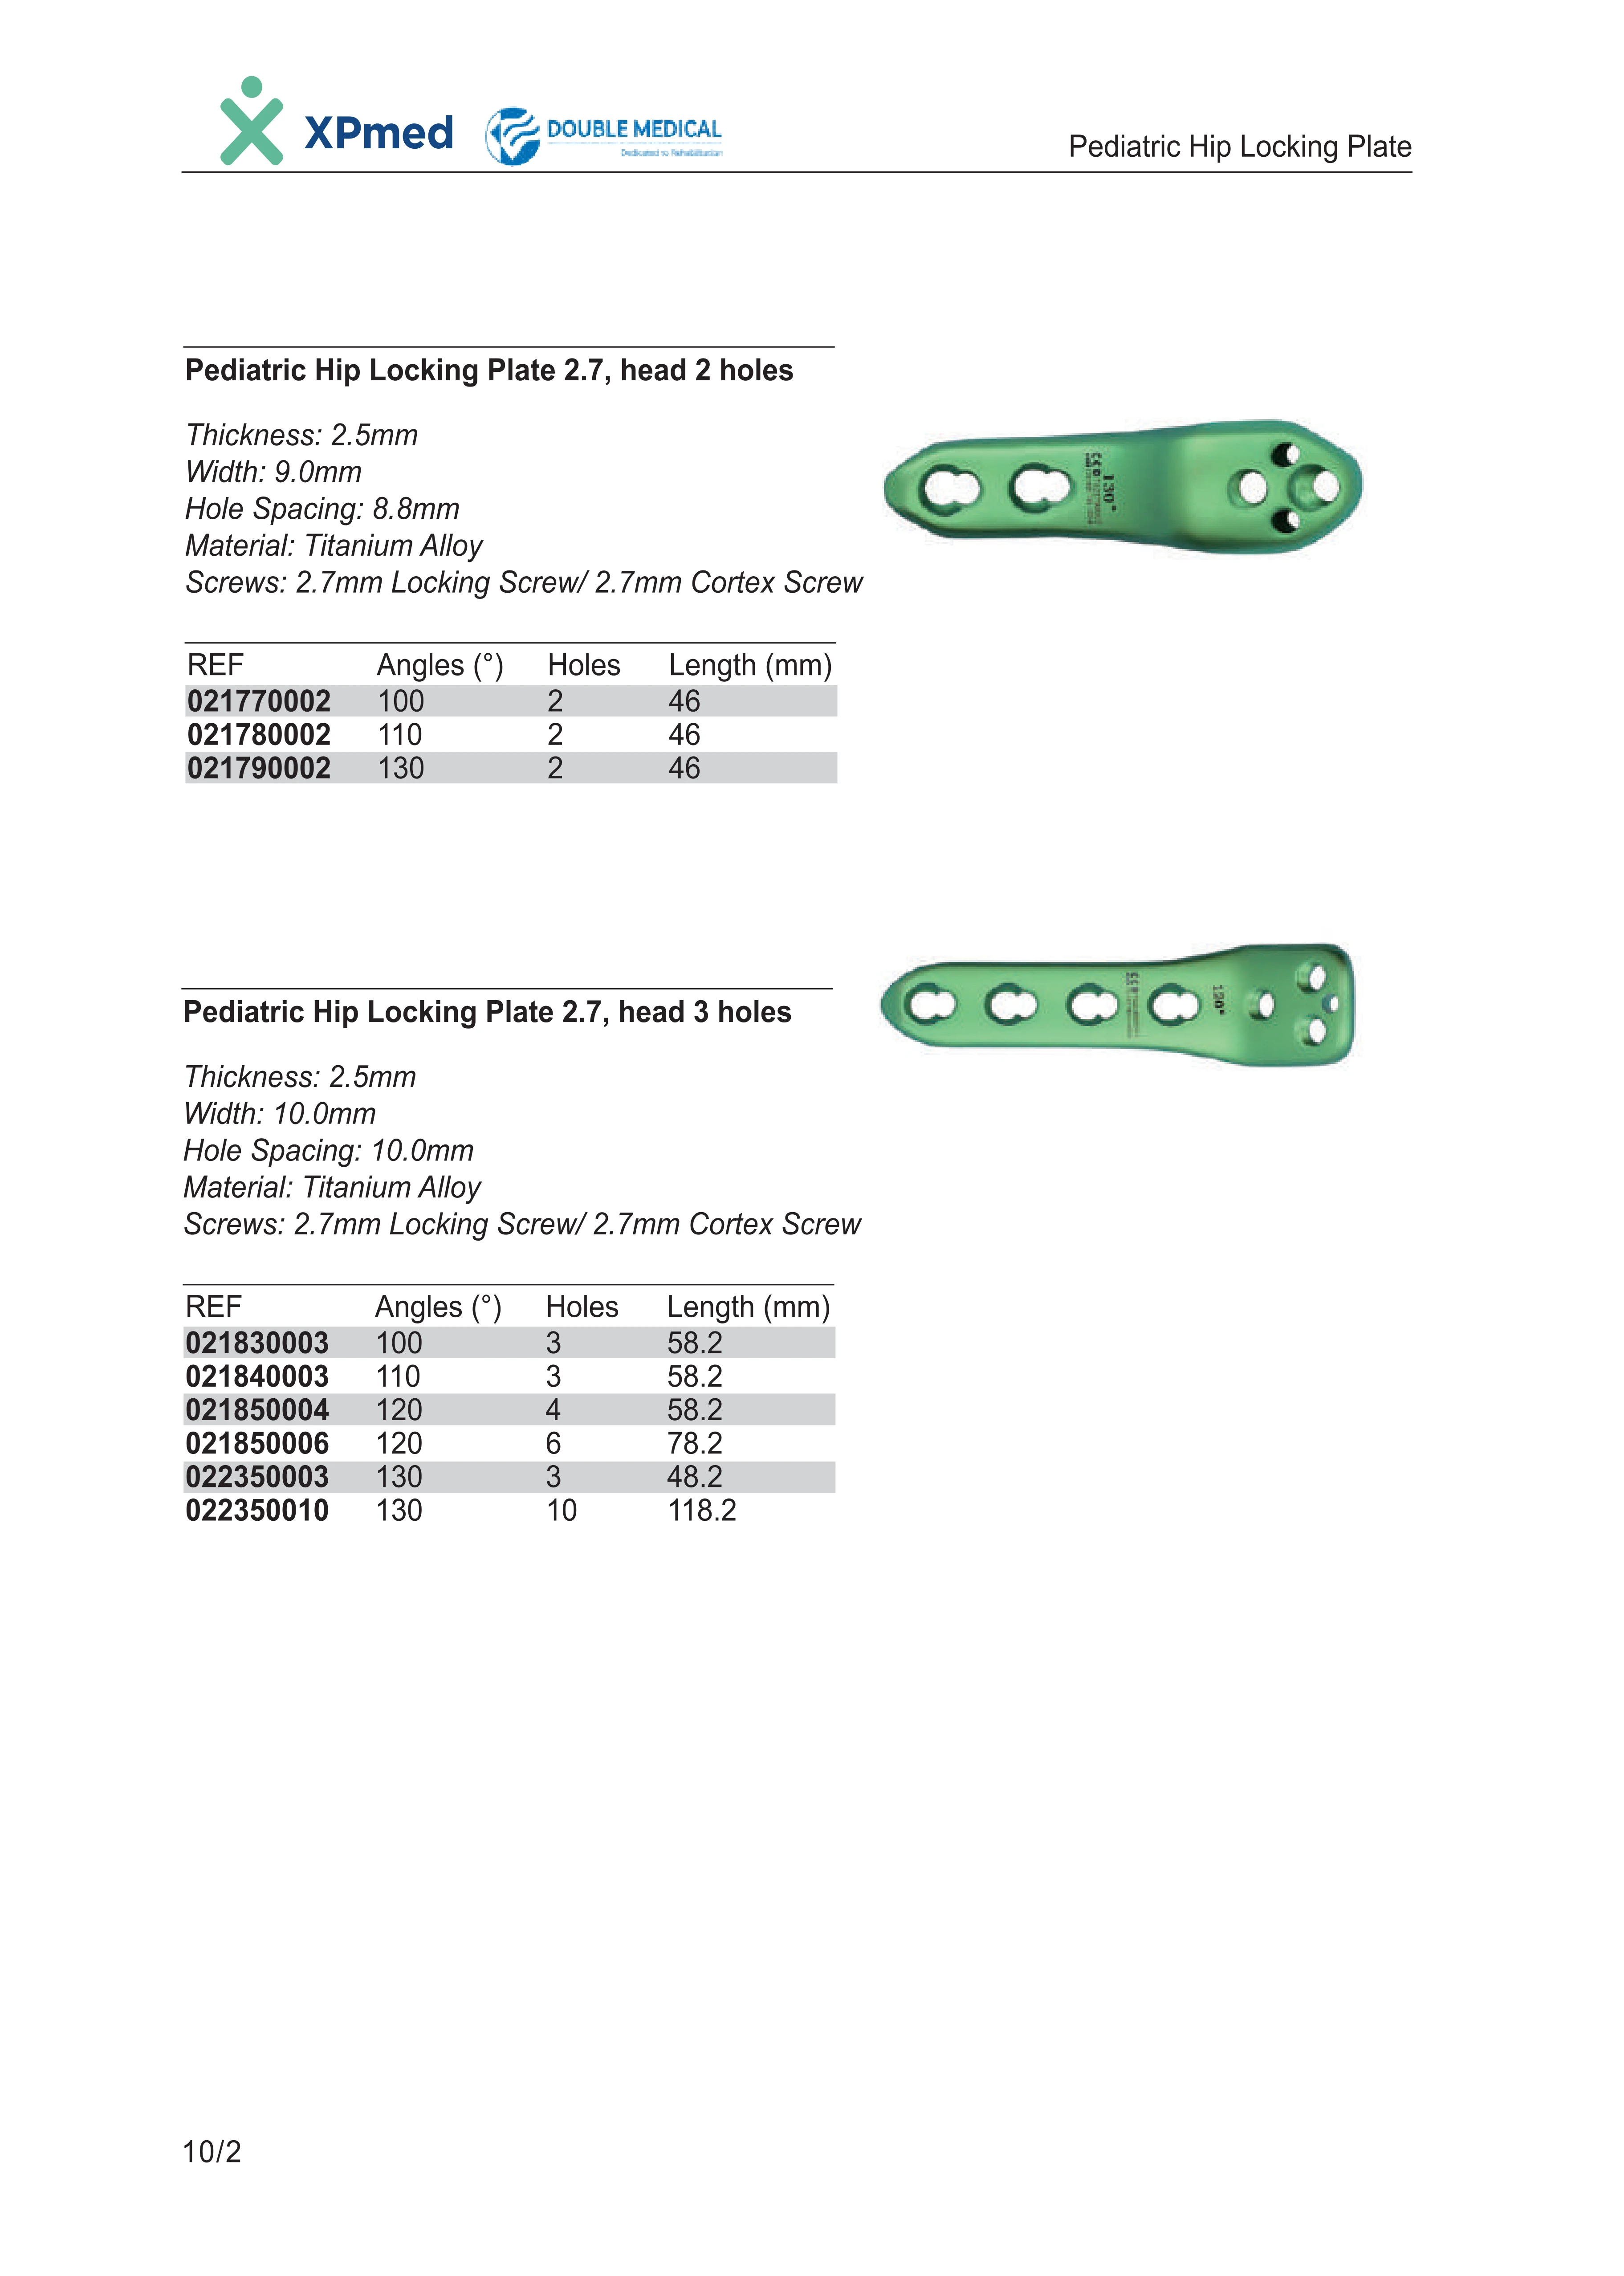 XPmed
DOUBLE MEDICAL
Dedicated to Rehabilitation
Pediatric Hip Locking Plate
Pediatric Hip Locking Plate 2.7, head 2 holes
Thickness: 2.5mm
Width: 9.0mm
Hole Spacing: 8.8mm
Material: Titanium Alloy
Screws: 2.7mm Locking Screw/ 2.7mm Cortex Screw
130°
REF Angles (°) Holes Length (mm)
021770002 100 2 46
021780002 110 2 46
021790002 130 2 46
120°
Pediatric Hip Locking Plate 2.7, head 3 holes
Thickness: 2.5mm
Width: 10.0mm
Hole Spacing: 10.0mm
Material: Titanium Alloy
Screws: 2.7mm Locking Screw/ 2.7mm Cortex Screw
REF Angles (°) Holes Length (mm)
021830003 100 3 58.2
021840003 110 3 58.2
021850004 120 4 58.2
021850006 120 6 78.2
022350003 130 3 48.2
022350010 130 10 118.2
10/2